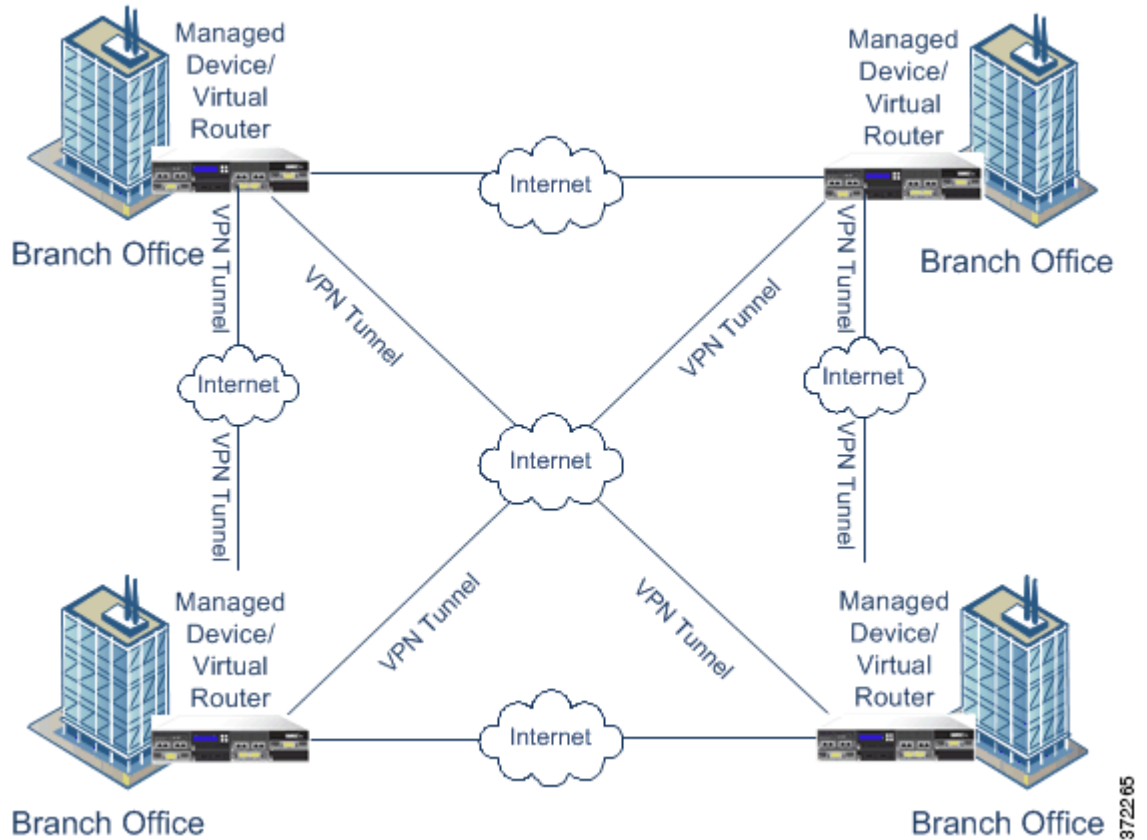 Managed
Device/
Virtual
Router
Managed
Device/
Virtual
Router
Internet
Branch Office
Branch Office
VPN Tunnel
VPN Tunnel
VPN Tunnel
VPN Tunnel
Internet
Internet
VPN Tunnel
VPN Tunnel
Internet
VPN Tunnel
VPN Tunnel
Managed
Device/
Virtual
Router
Managed
Device/
Virtual
Router
Internet
Branch Office
Branch Office
372265